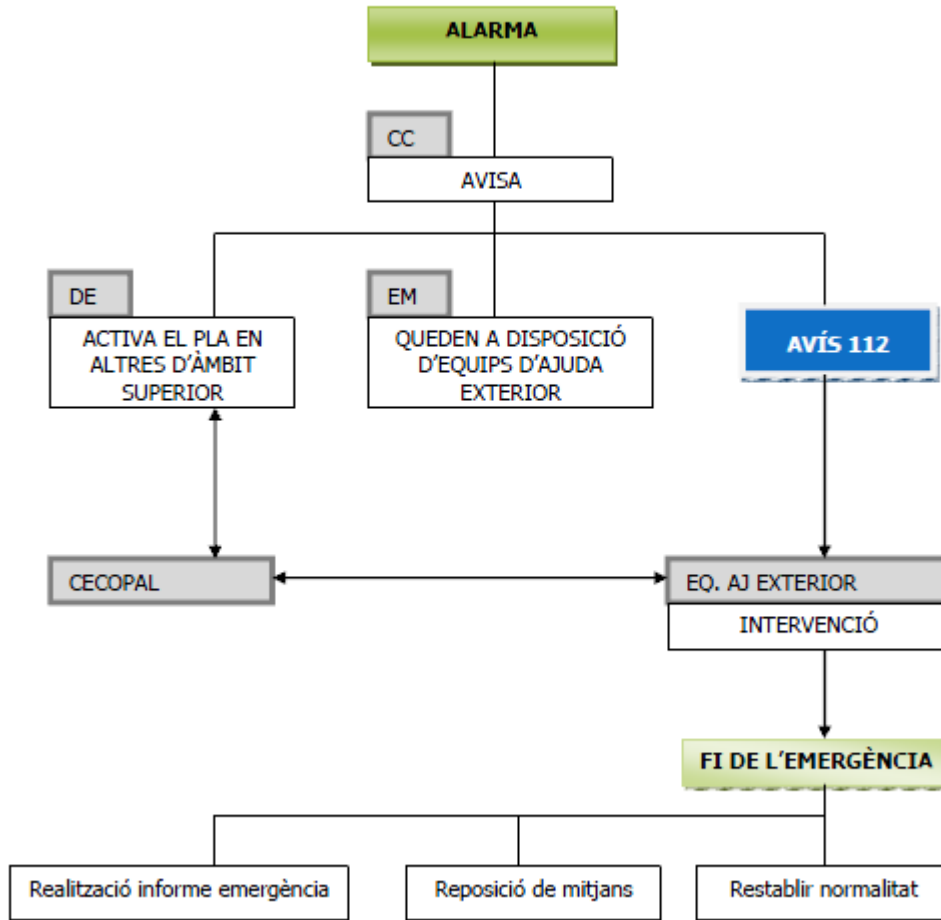 ALARMA
CC
AVISA
DE
ACTIVA EL PLA EN
ALTRES D'ÀMBIT
SUPERIOR
EM
QUEDEN A DISPOSICIÓ
D'EQUIPS D'AJUDA
EXTERIOR
AVÍS 112
CECOPAL
EQ. AJ EXTERIOR
INTERVENCIÓ
FI DE L'EMERGÈNCIA
Realització informe emergència
Reposició de mitjans
Restablir normalitat